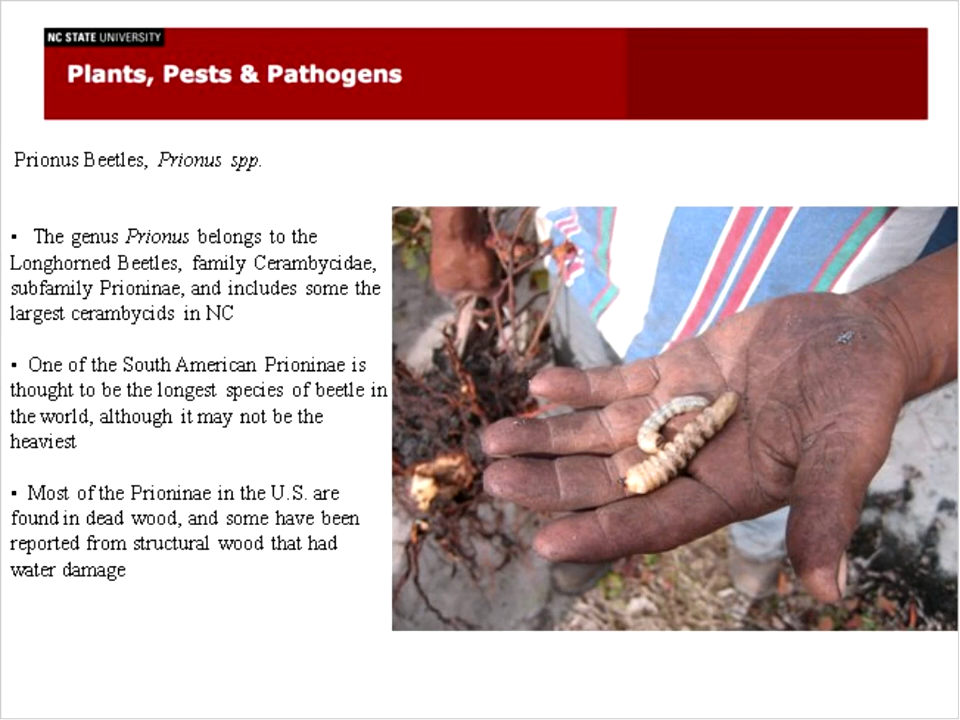 NC STATE UNIVERSITY
Plants, Pests & Pathogens
Prionus Beetles, Prionus spp.
▪ The genus Prionus belongs to the
Longhorned Beetles, family Cerambycidae,
subfamily Prioninae, and includes some the
largest cerambycids in NC
▪ One of the South American Prioninae is
thought to be the longest species of beetle in
the world, although it may not be the
heaviest
▪ Most of the Prioninae in the U.S. are
found in dead wood, and some have been
reported from structural wood that had
water damage